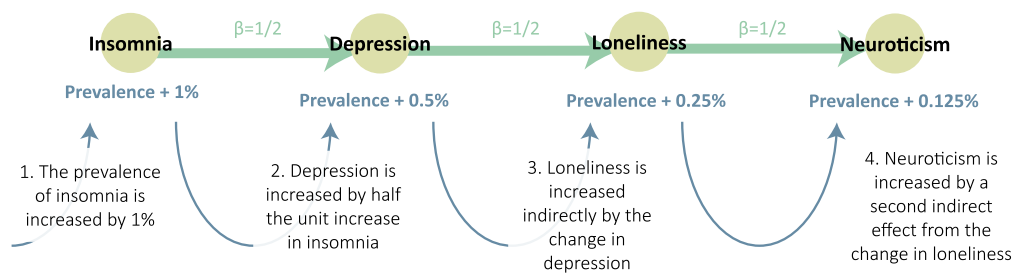 Insomnia
β=1/2
Depression
β=1/2
Loneliness
β=1/2
Neuroticism
Prevalence + 1%
Prevalence + 0.5%
Prevalence + 0.25%
Prevalence + 0.125%
1. The prevalence
of insomnia is
increased by 1%
2. Depression is
increased by half
the unit increase
in insomnia
3. Loneliness is
increased
indirectly by the
change in
depression
4. Neuroticism is
increased by a
second indirect
effect from the
change in loneliness